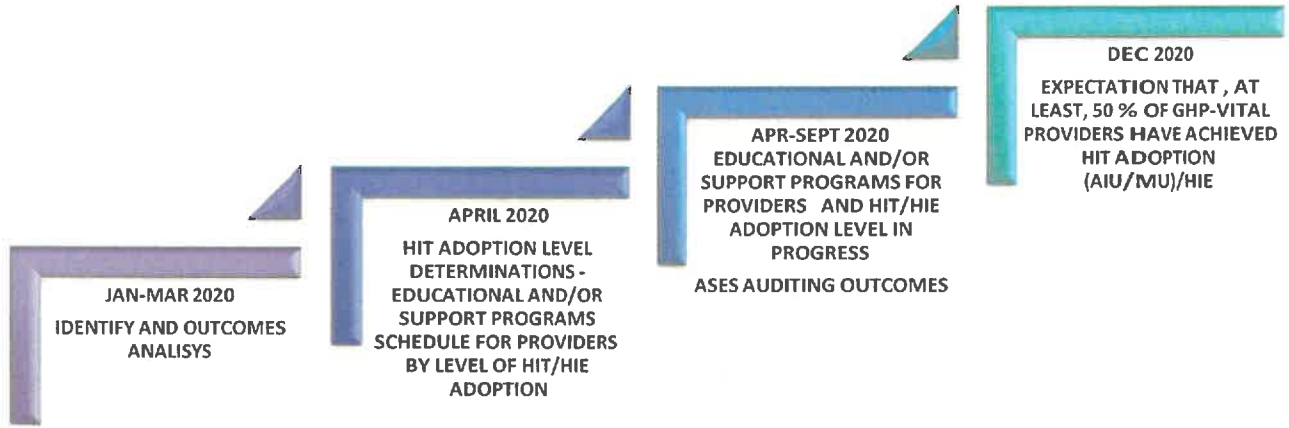 JAN-MAR 2020
IDENTIFY AND OUTCOMES
ANALISYS
APRIL 2020
HIT ADOPTION LEVEL
DETERMINATIONS -
EDUCATIONAL AND/OR
SUPPORT PROGRAMS
SCHEDULE FOR PROVIDERS
BY LEVEL OF HIT/HIE
ADOPTION
APR-SEPT 2020
EDUCATIONAL AND/OR
SUPPORT PROGRAMS FOR
PROVIDERS AND HIT/HIE
ADOPTION LEVEL IN
PROGRESS
ASES AUDITING OUTCOMES
DEC 2020
EXPECTATION THAT , AT
LEAST, 50 % OF GHP-VITAL
PROVIDERS HAVE ACHIEVED
HIT ADOPTION
(AIU/MU)/HIE